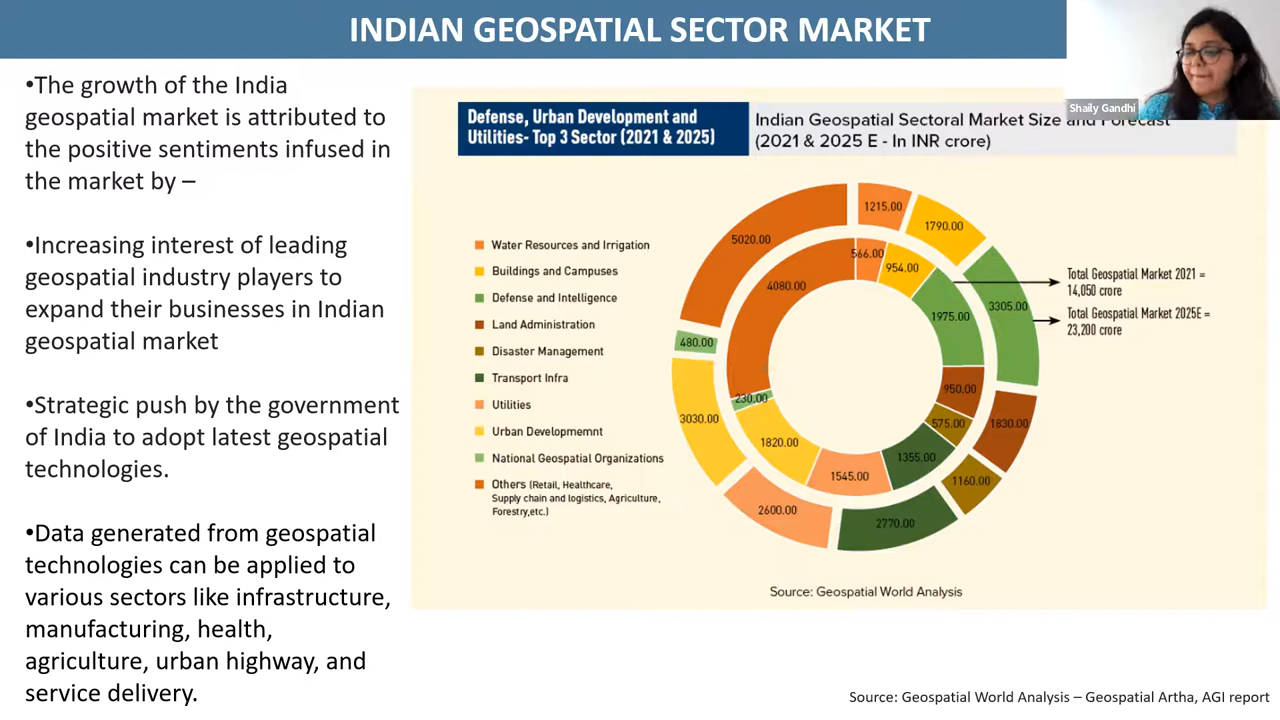 INDIAN GEOSPATIAL SECTOR MARKET
Shaily Gandhi
•The growth of the India
geospatial market is attributed to
the positive sentiments infused in
the market by –
•Increasing interest of leading
geospatial industry players to
expand their businesses in Indian
geospatial market
•Strategic push by the government
of India to adopt latest geospatial
technologies.
•Data generated from geospatial
technologies can be applied to
various sectors like infrastructure,
manufacturing, health,
agriculture, urban highway, and
service delivery.
Defense, Urban Development and
Utilities- Top 3 Sector (2021 & 2025)
Indian Geospatial Sectoral Market Size and Forecast
(2021 & 2025 E - In INR crore)
Water Resources and Irrigation
Buildings and Campuses
Defense and Intelligence
Land Administration
Disaster Management
Transport Infra
Utilities
Urban Developmemnt
National Geospatial Organizations
Others (Retail, Healthcare,
Supply chain and logistics, Agriculture,
Forestry,etc.)
1215.00
1790.00
3305.00
1830.00
1160.00
2770.00
2600.00
3030.00
480.00
5020.00
566.00
954.00
1975.00
950.00
575.00
1355.00
1545.00
1820.00
230.00
4080.00
Total Geospatial Market 2021 =
14,050 crore
Total Geospatial Market 2025E =
23,200 crore
Source: Geospatial World Analysis
Source: Geospatial World Analysis – Geospatial Artha, AGI report